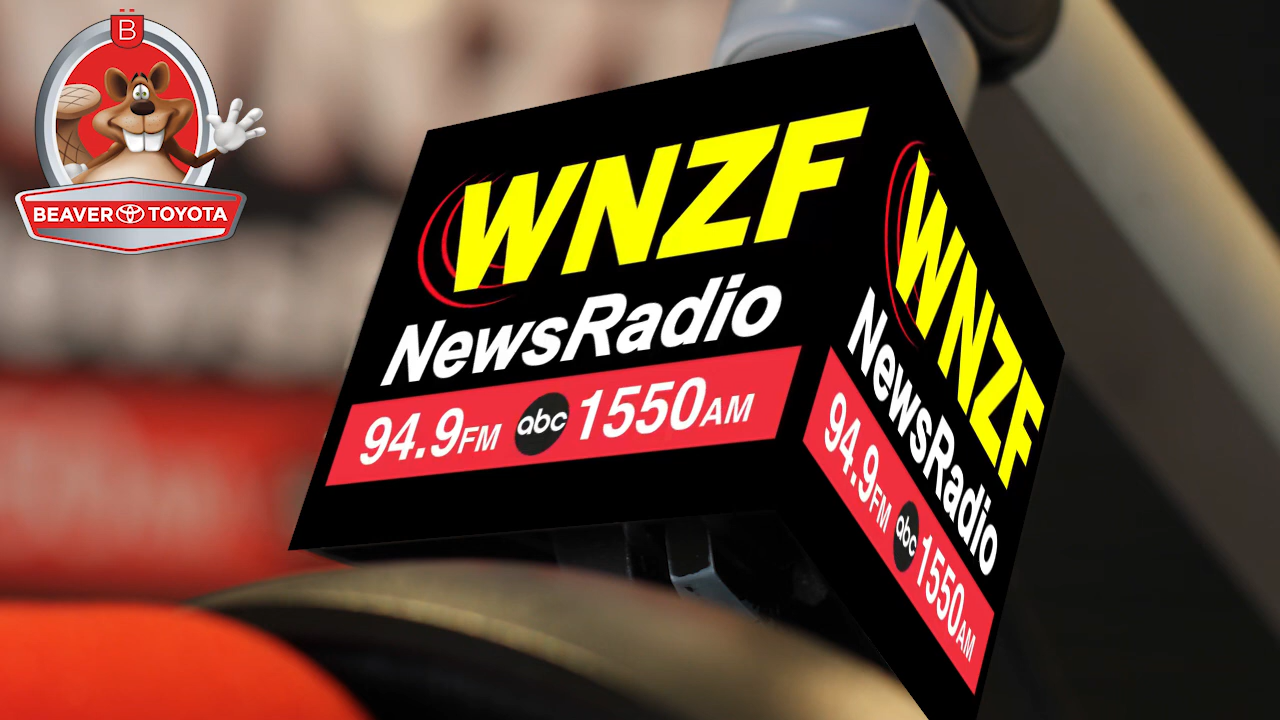 B
BEAVER TOYOTA
WNZF
NewsRadio
94.9FM abc 1550AM
WNZF
NewsRadio
94.9FM abc 1550AM